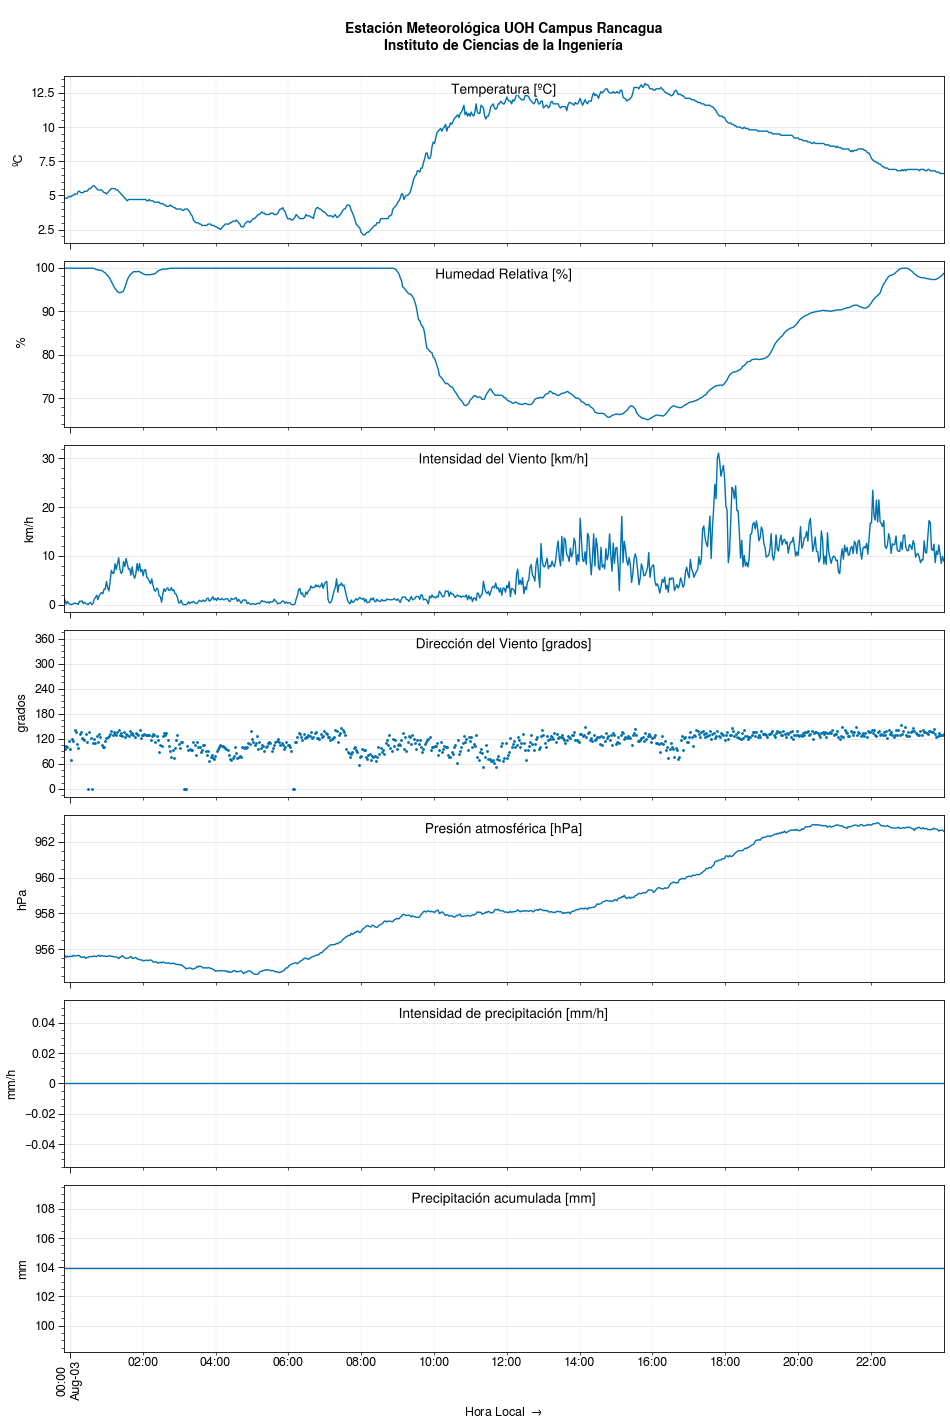 Estación Meteorológica UOH Campus Rancagua
Instituto de Ciencias de la Ingeniería
Temperatura [ºC]
12.5
10
7.5
5
2.5
ºC
Humedad Relativa [%]
100
90
80
70
%
Intensidad del Viento [km/h]
30
20
10
0
km/h
Dirección del Viento [grados]
360
300
240
180
120
60
0
grados
Presión atmosférica [hPa]
962
960
958
956
hPa
Intensidad de precipitación [mm/h]
0.04
0.02
0
−0.02
−0.04
mm/h
Precipitación acumulada [mm]
108
106
104
102
100
mm
00:00
Aug-03
02:00 04:00 06:00 08:00 10:00 12:00 14:00 16:00 18:00 20:00 22:00
Hora Local →